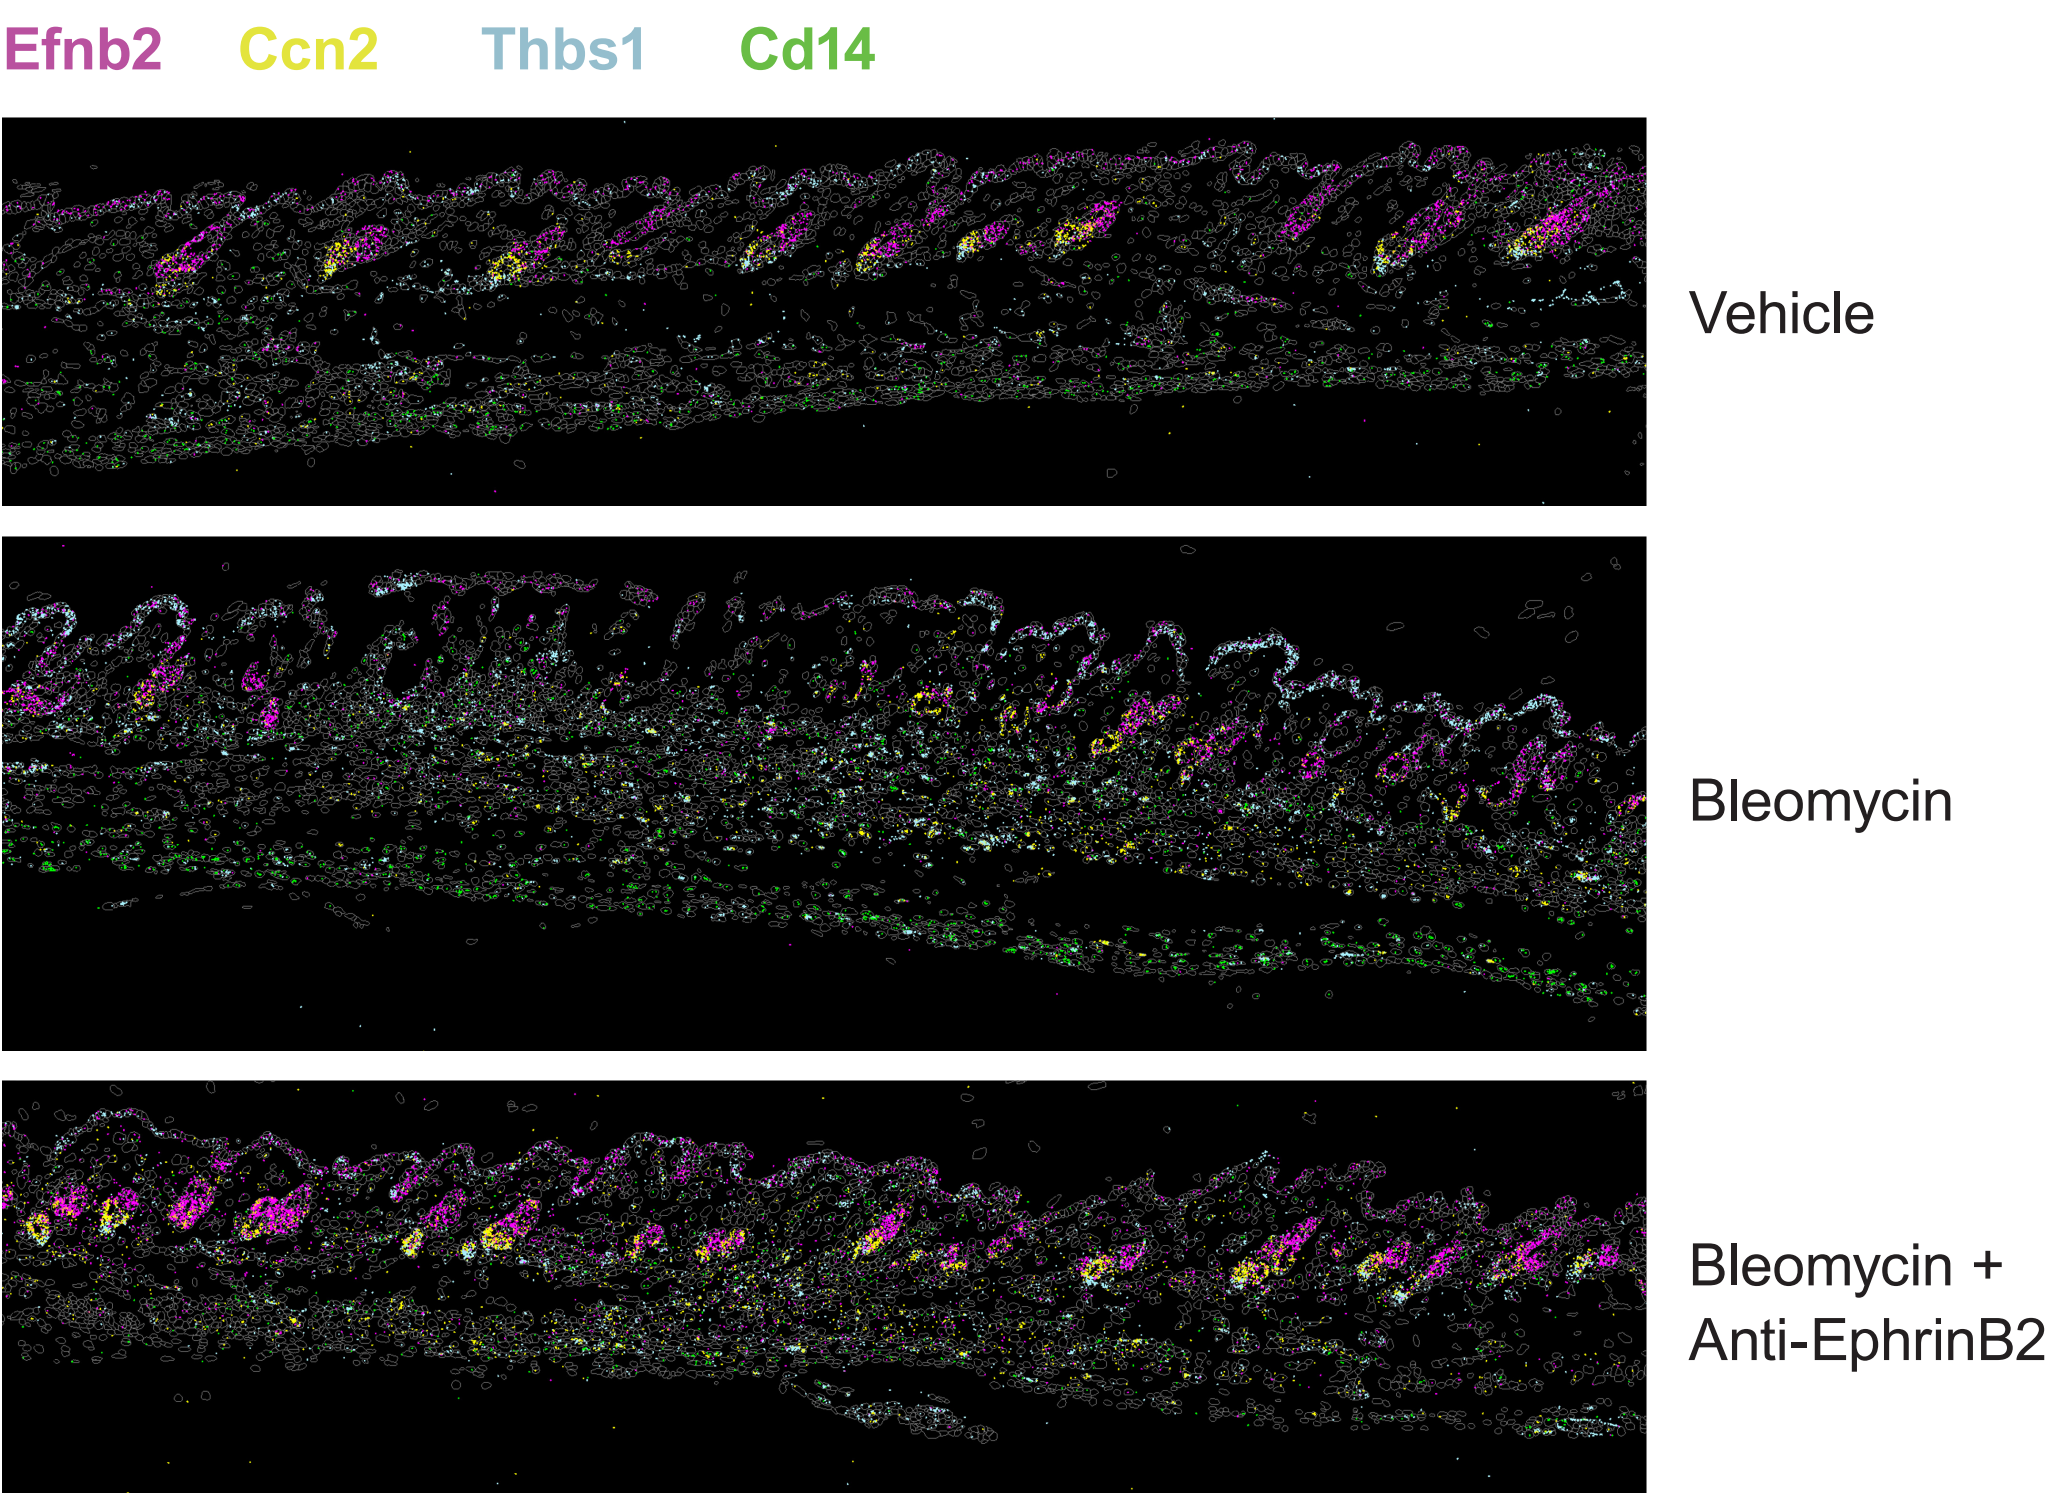 Efnb2 Ccn2 Thbs1 Cd14
Vehicle
Bleomycin
Bleomycin +
Anti-EphrinB2